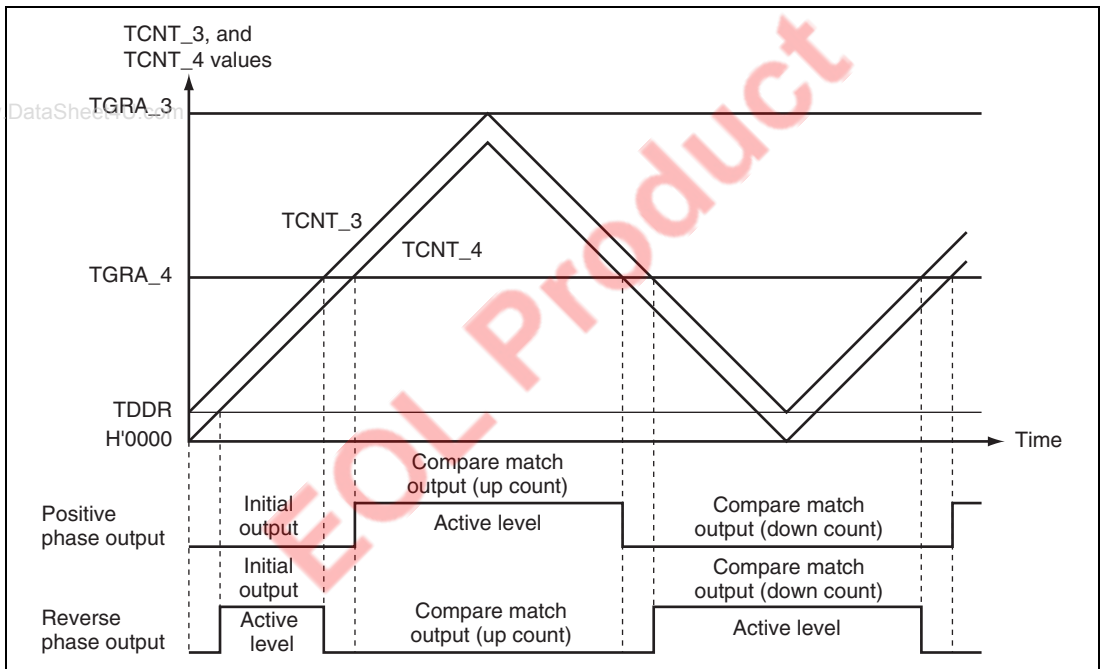 TCNT_3, and
TCNT_4 values
DataSheet4U.com
TGRA_3
TCNT_3
TCNT_4
TGRA_4
TDDR
H'0000
Time
EOL Product
Compare match
output (up count)
Positive
phase output
Initial
output
Active level
Compare match
output (down count)
Initial
output
Compare match
output (down count)
Reverse
phase output
Active
level
Compare match
output (up count)
Active level